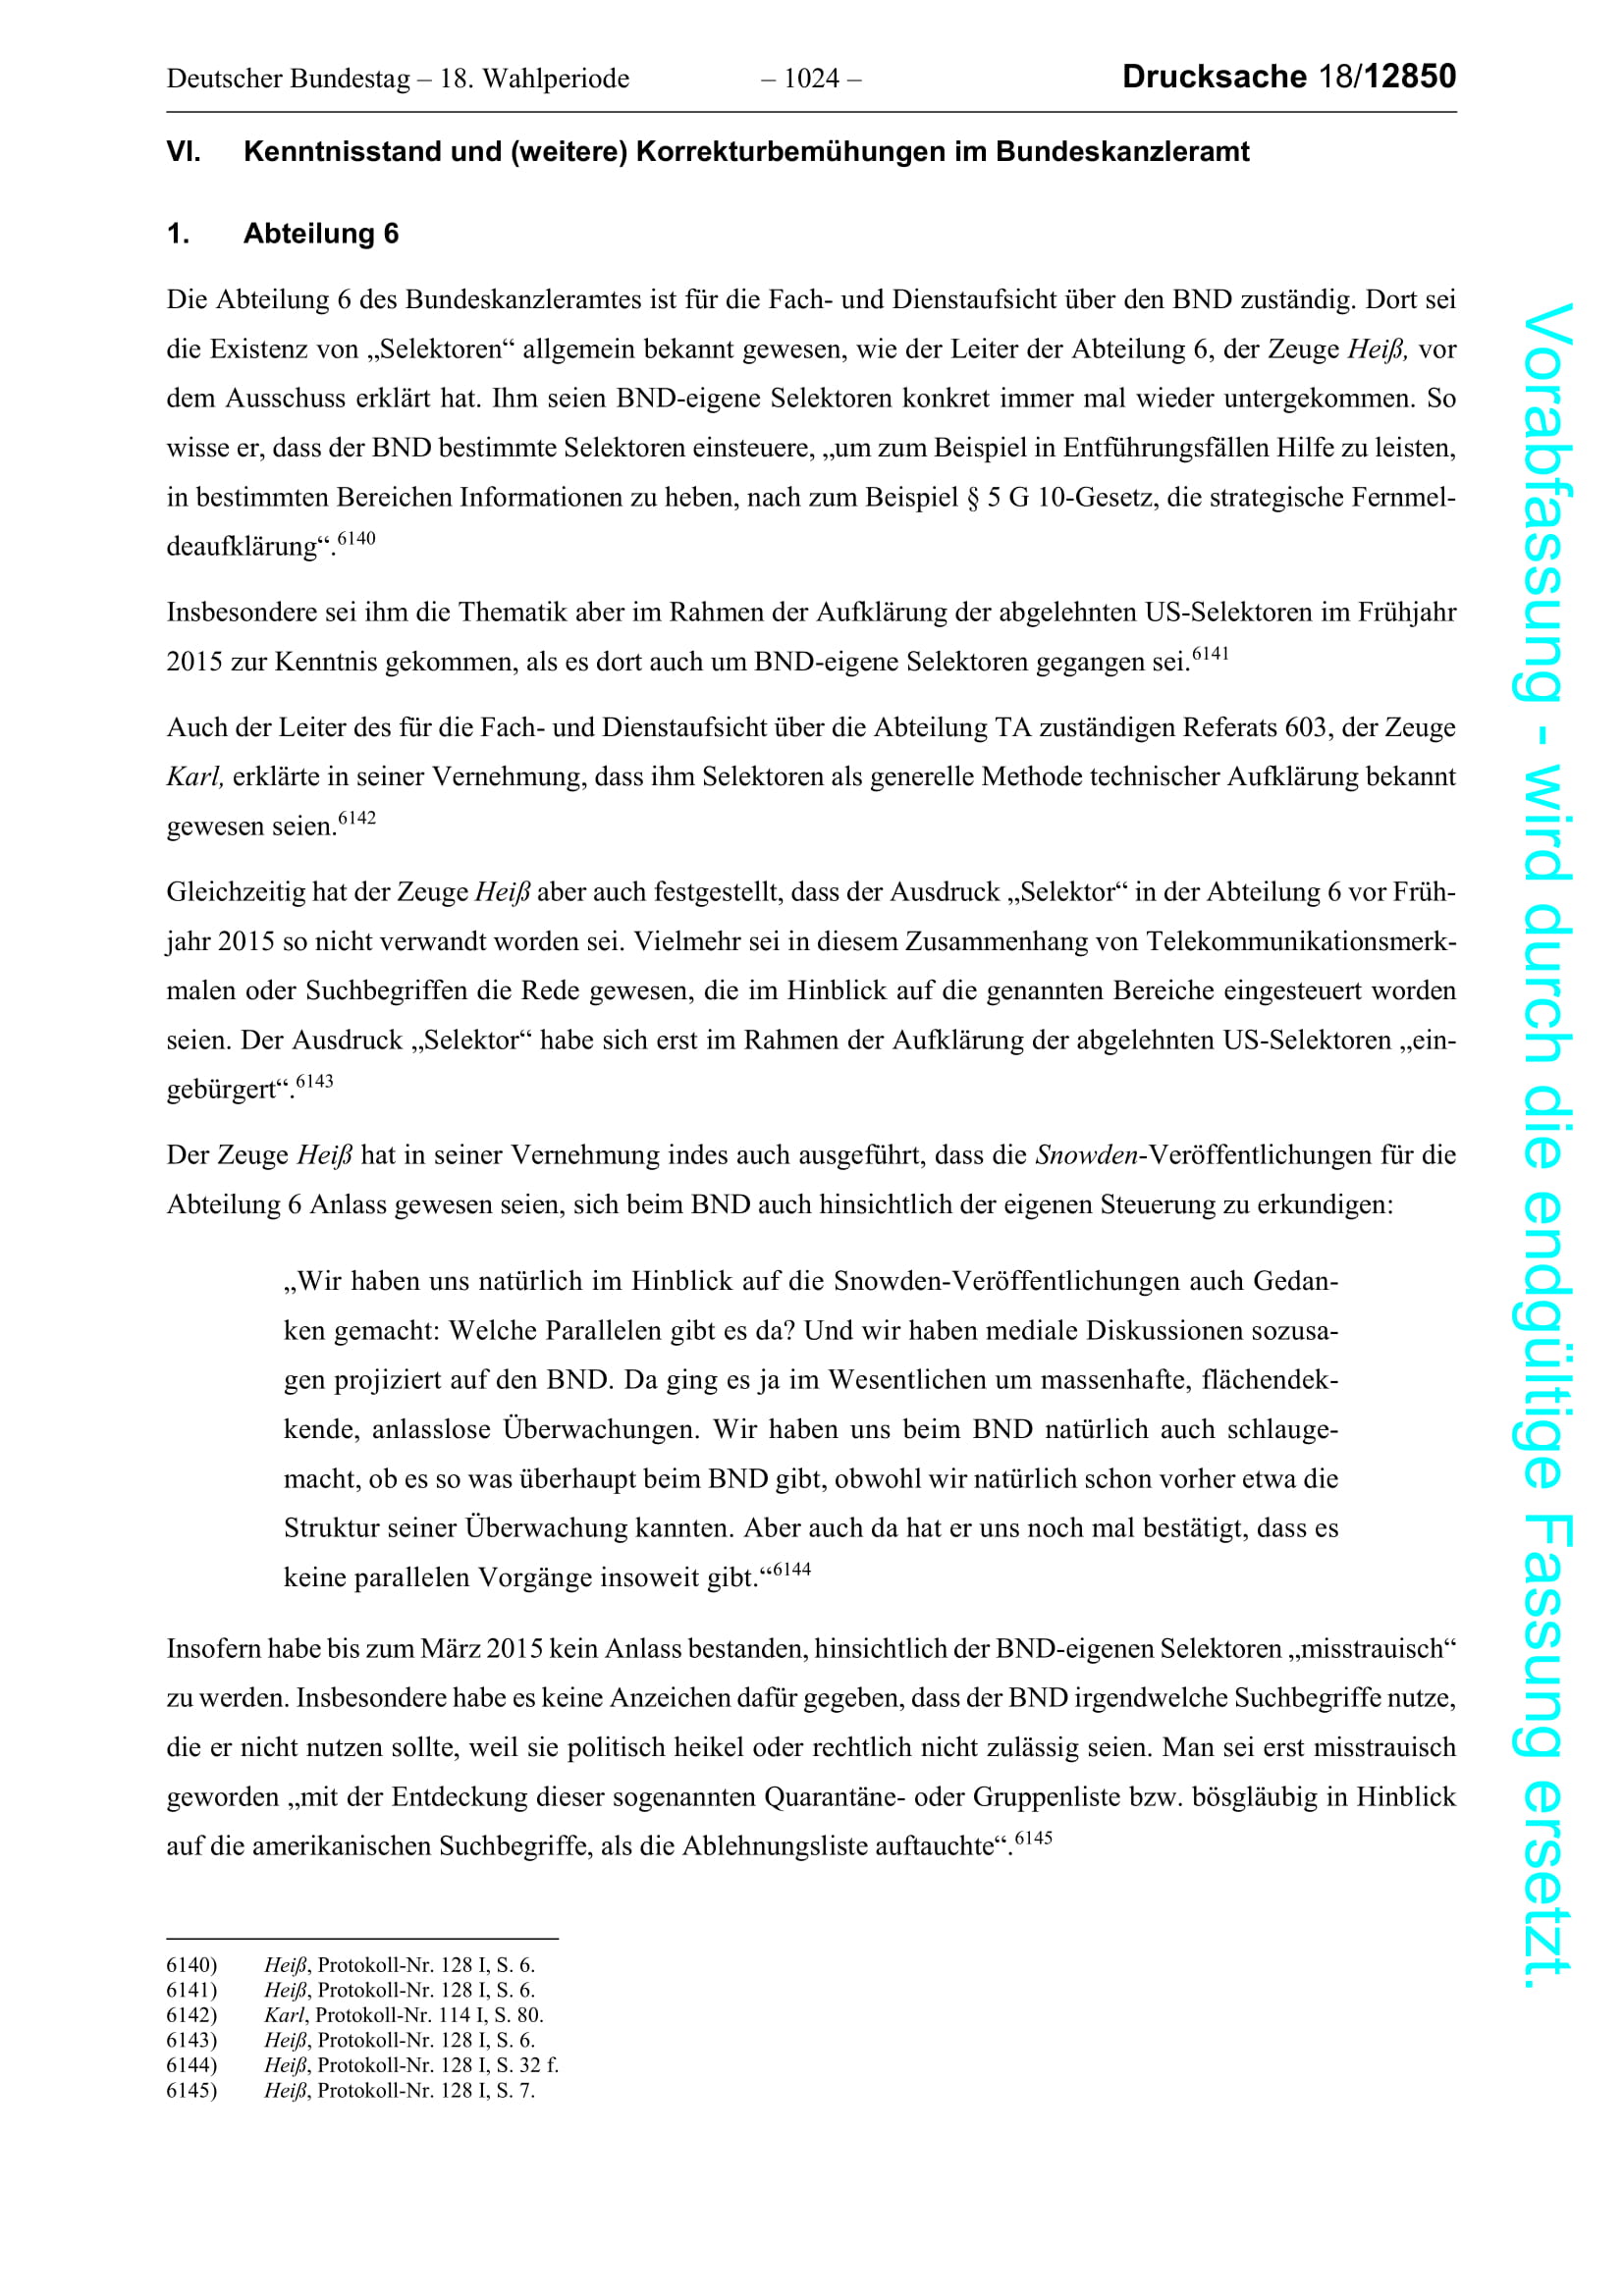 Deutscher Bundestag – 18. Wahlperiode – 1024 – Drucksache 18/12850
VI. Kenntnisstand und (weitere) Korrekturbemühungen im Bundeskanzleramt
1. Abteilung 6
Die Abteilung 6 des Bundeskanzleramtes ist für die Fach- und Dienstaufsicht über den BND zuständig. Dort sei
die Existenz von „Selektoren“ allgemein bekannt gewesen, wie der Leiter der Abteilung 6, der Zeuge Heiß, vor
dem Ausschuss erklärt hat. Ihm seien BND-eigene Selektoren konkret immer mal wieder untergekommen. So
wisse er, dass der BND bestimmte Selektoren einsteuere, „um zum Beispiel in Entführungsfällen Hilfe zu leisten,
in bestimmten Bereichen Informationen zu heben, nach zum Beispiel § 5 G 10-Gesetz, die strategische Fernmel-
deaufklärung“.6140
Insbesondere sei ihm die Thematik aber im Rahmen der Aufklärung der abgelehnten US-Selektoren im Frühjahr
2015 zur Kenntnis gekommen, als es dort auch um BND-eigene Selektoren gegangen sei.6141
Auch der Leiter des für die Fach- und Dienstaufsicht über die Abteilung TA zuständigen Referats 603, der Zeuge
Karl, erklärte in seiner Vernehmung, dass ihm Selektoren als generelle Methode technischer Aufklärung bekannt
gewesen seien.6142
Gleichzeitig hat der Zeuge Heiß aber auch festgestellt, dass der Ausdruck „Selektor“ in der Abteilung 6 vor Früh-
jahr 2015 so nicht verwandt worden sei. Vielmehr sei in diesem Zusammenhang von Telekommunikationsmerk-
malen oder Suchbegriffen die Rede gewesen, die im Hinblick auf die genannten Bereiche eingesteuert worden
seien. Der Ausdruck „Selektor“ habe sich erst im Rahmen der Aufklärung der abgelehnten US-Selektoren „ein-
gebürgert“.6143
Der Zeuge Heiß hat in seiner Vernehmung indes auch ausgeführt, dass die Snowden-Veröffentlichungen für die
Abteilung 6 Anlass gewesen seien, sich beim BND auch hinsichtlich der eigenen Steuerung zu erkundigen:
„Wir haben uns natürlich im Hinblick auf die Snowden-Veröffentlichungen auch Gedan-
ken gemacht: Welche Parallelen gibt es da? Und wir haben mediale Diskussionen sozusa-
gen projiziert auf den BND. Da ging es ja im Wesentlichen um massenhafte, flächendek-
kende, anlasslose Überwachungen. Wir haben uns beim BND natürlich auch schlauge-
macht, ob es so was überhaupt beim BND gibt, obwohl wir natürlich schon vorher etwa die
Struktur seiner Überwachung kannten. Aber auch da hat er uns noch mal bestätigt, dass es
keine parallelen Vorgänge insoweit gibt.“6144
Insofern habe bis zum März 2015 kein Anlass bestanden, hinsichtlich der BND-eigenen Selektoren „misstrauisch“
zu werden. Insbesondere habe es keine Anzeichen dafür gegeben, dass der BND irgendwelche Suchbegriffe nutze,
die er nicht nutzen sollte, weil sie politisch heikel oder rechtlich nicht zulässig seien. Man sei erst misstrauisch
geworden „mit der Entdeckung dieser sogenannten Quarantäne- oder Gruppenliste bzw. bösgläubig in Hinblick
auf die amerikanischen Suchbegriffe, als die Ablehnungsliste auftauchte“.6145
6140) Heiß, Protokoll-Nr. 128 I, S. 6.
6141) Heiß, Protokoll-Nr. 128 I, S. 6.
6142) Karl, Protokoll-Nr. 114 I, S. 80.
6143) Heiß, Protokoll-Nr. 128 I, S. 6.
6144) Heiß, Protokoll-Nr. 128 I, S. 32 f.
6145) Heiß, Protokoll-Nr. 128 I, S. 7.
Vorabfassung - wird durch die endgültige Fassung ersetzt.